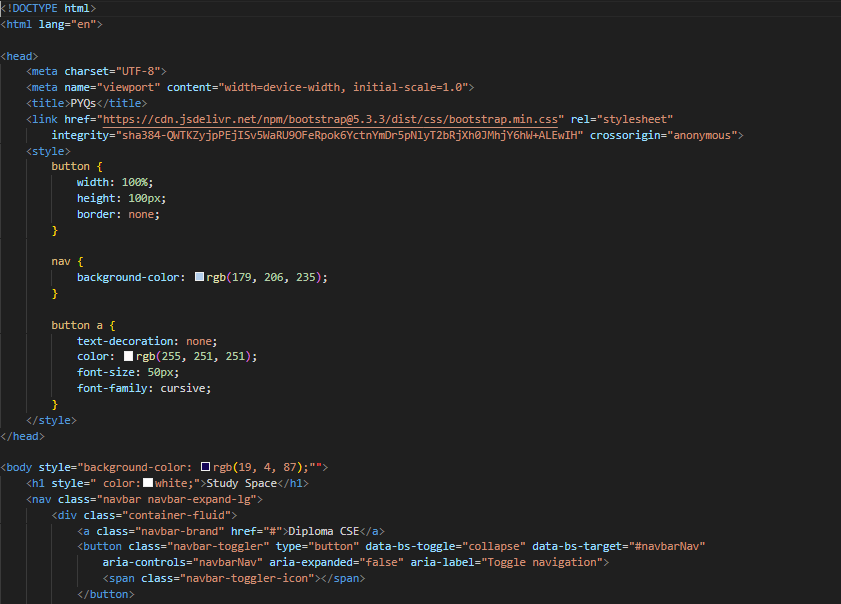 <!DOCTYPE html>
<html lang="en">
<head>
<meta charset="UTF-8">
<meta name="viewport" content="width=device-width, initial-scale=1.0">
<title>PYQs</title>
<link href="https://cdn.jsdelivr.net/npm/bootstrap@5.3.3/dist/css/bootstrap.min.css" rel="stylesheet"
integrity="sha384-QWTKZyjpPEjISv5WaRU9OFeRpok6YctnYmDr5pNlyT2bRjXh0JMhjY6hW+ALEwIH" crossorigin="anonymous">
<style>
button {
width: 100%;
height: 100px;
border: none;
}
nav {
background-color: rgb(179, 206, 235);
}
button a {
text-decoration: none;
color: rgb(255, 251, 251);
font-size: 50px;
font-family: cursive;
}
</style>
</head>
<body style="background-color: rgb(19, 4, 87);"">
<h1 style=" color:white;">Study Space</h1>
<nav class="navbar navbar-expand-lg">
<div class="container-fluid">
<a class="navbar-brand" href="#">Diploma CSE</a>
<button class="navbar-toggler" type="button" data-bs-toggle="collapse" data-bs-target="#navbarNav"
aria-controls="navbarNav" aria-expanded="false" aria-label="Toggle navigation">
<span class="navbar-toggler-icon"></span>
</button>